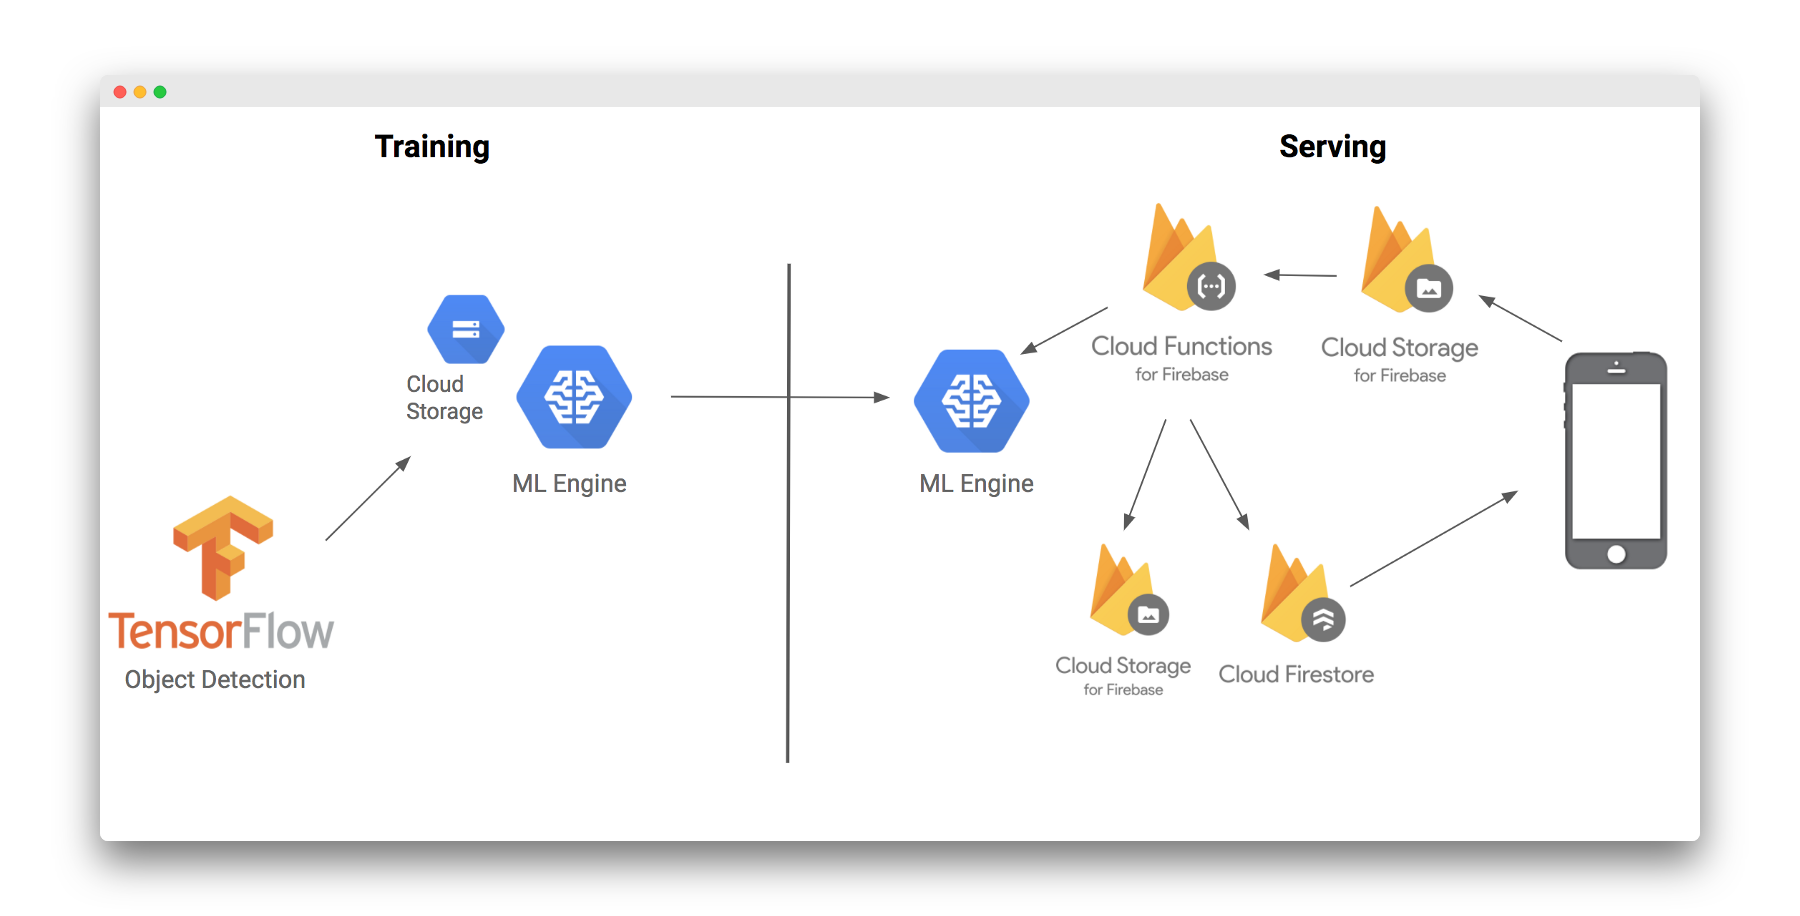 Training
Serving
Cloud
Storage
ML Engine
TensorFlow
Object Detection
ML Engine
Cloud Functions
for Firebase
Cloud Storage
for Firebase
Cloud Storage
for Firebase
Cloud Firestore